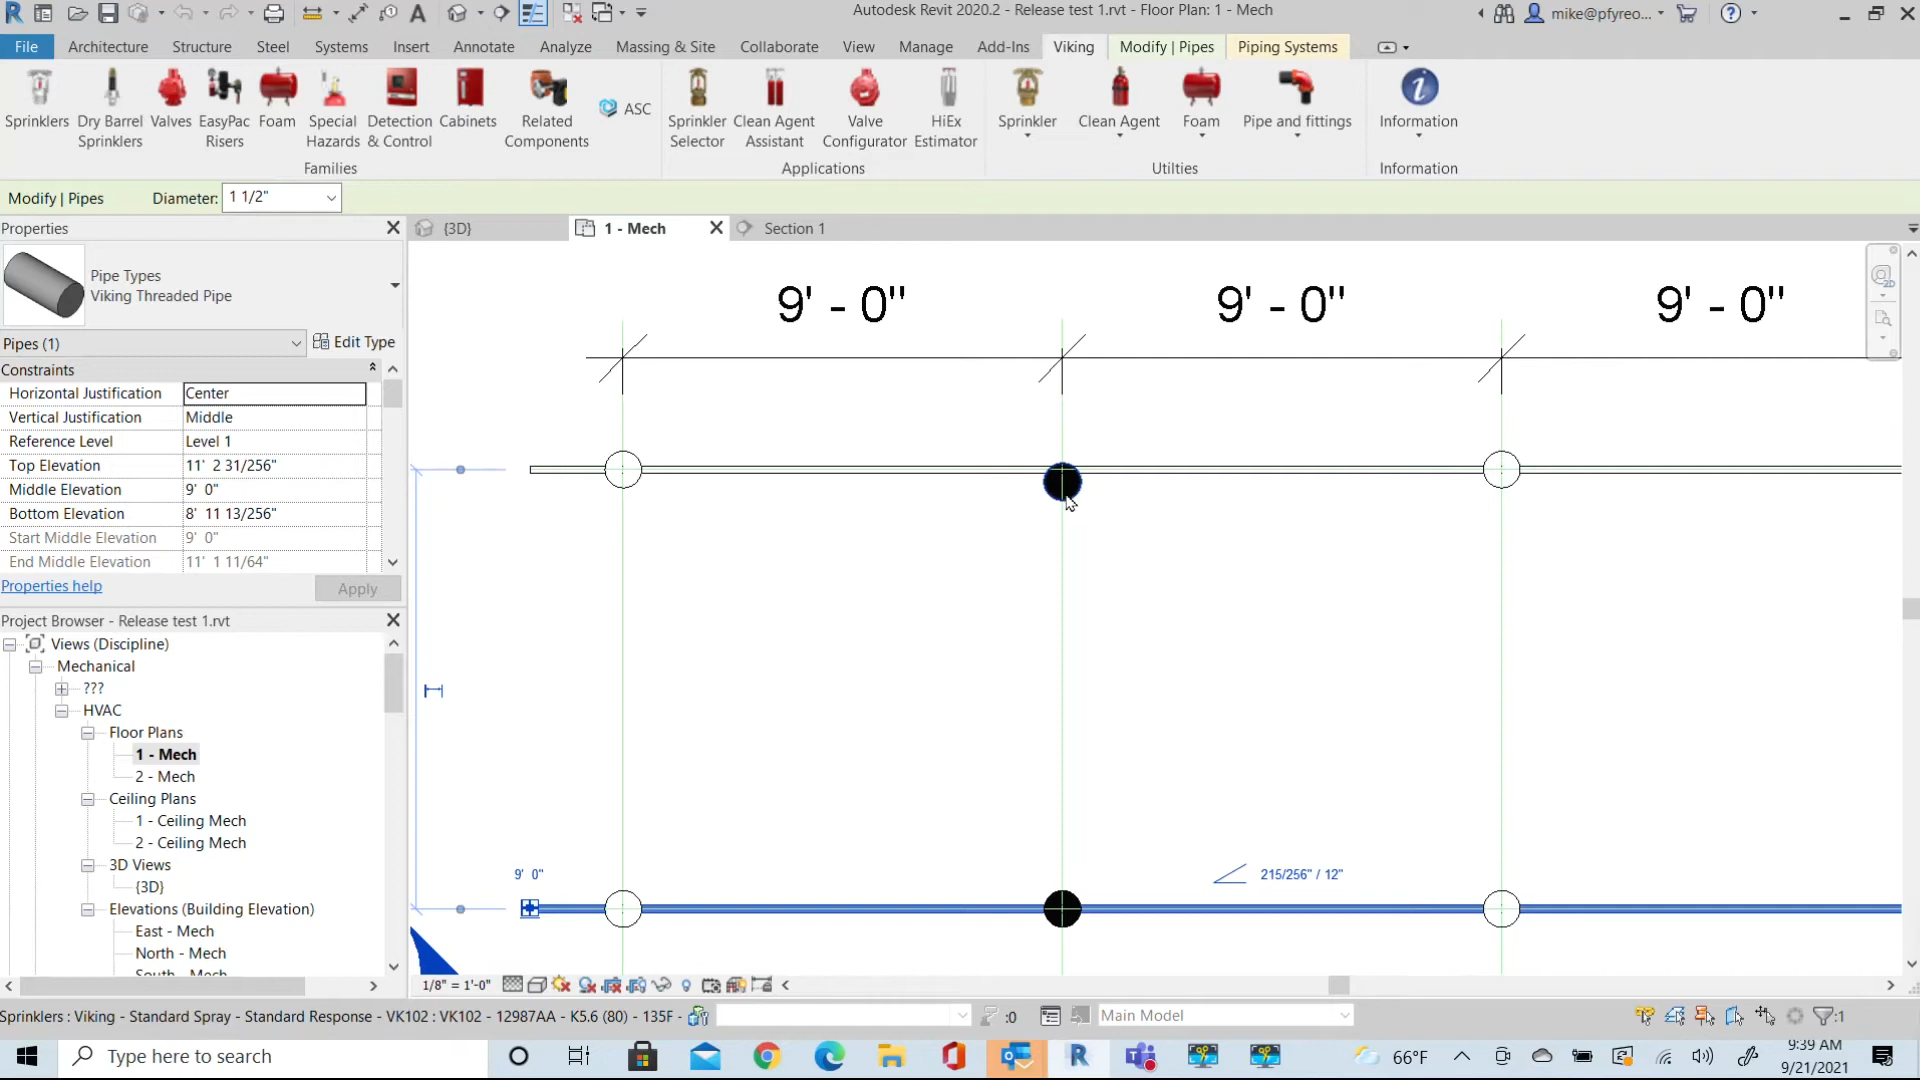 Autodesk Revit 2020.2 - Release test 1.rvt - Floor Plan: 1 - Mech
mike@pfyreo...
File Architecture Structure Steel Systems Insert Annotate Analyze Massing & Site Collaborate View Manage Add-Ins Viking Modify | Pipes Piping Systems
Sprinklers
Dry Barrel
Sprinklers
Valves
EasyPac
Risers
Foam
Special
Hazards
Detection
& Control
Cabinets
Related
Components
ASC
Sprinkler
Selector
Clean Agent
Assistant
Valve
Configurator
HiEx
Estimator
Sprinkler
Clean Agent
Foam
Pipe and fittings
Information
Families
Applications
Utilties
Information
Modify | Pipes Diameter: 1 1/2"
Properties
Pipe Types
Viking Threaded Pipe
Pipes (1)
Edit Type
Constraints
Horizontal Justification Center
Vertical Justification Middle
Reference Level Level 1
Top Elevation 11' 2 31/256"
Middle Elevation 9' 0"
Bottom Elevation 8' 11 13/256"
Start Middle Elevation 9' 0"
End Middle Elevation 11' 1 11/64"
Properties help
Apply
Project Browser - Release test 1.rvt
Views (Discipline)
Mechanical
???
HVAC
Floor Plans
1 - Mech
2 - Mech
Ceiling Plans
1 - Ceiling Mech
2 - Ceiling Mech
3D Views
{3D}
Elevations (Building Elevation)
East - Mech
North - Mech
South - Mech
{3D}
1 - Mech
Section 1
2D
9' - 0"
9' - 0"
9' - 0"
9' 0"
215/256" / 12"
1/8" = 1'-0"
Sprinklers : Viking - Standard Spray - Standard Response - VK102 : VK102 - 12987AA - K5.6 (80) - 135F -
:0
Main Model
:1
Type here to search
66°F
9:39 AM
9/21/2021